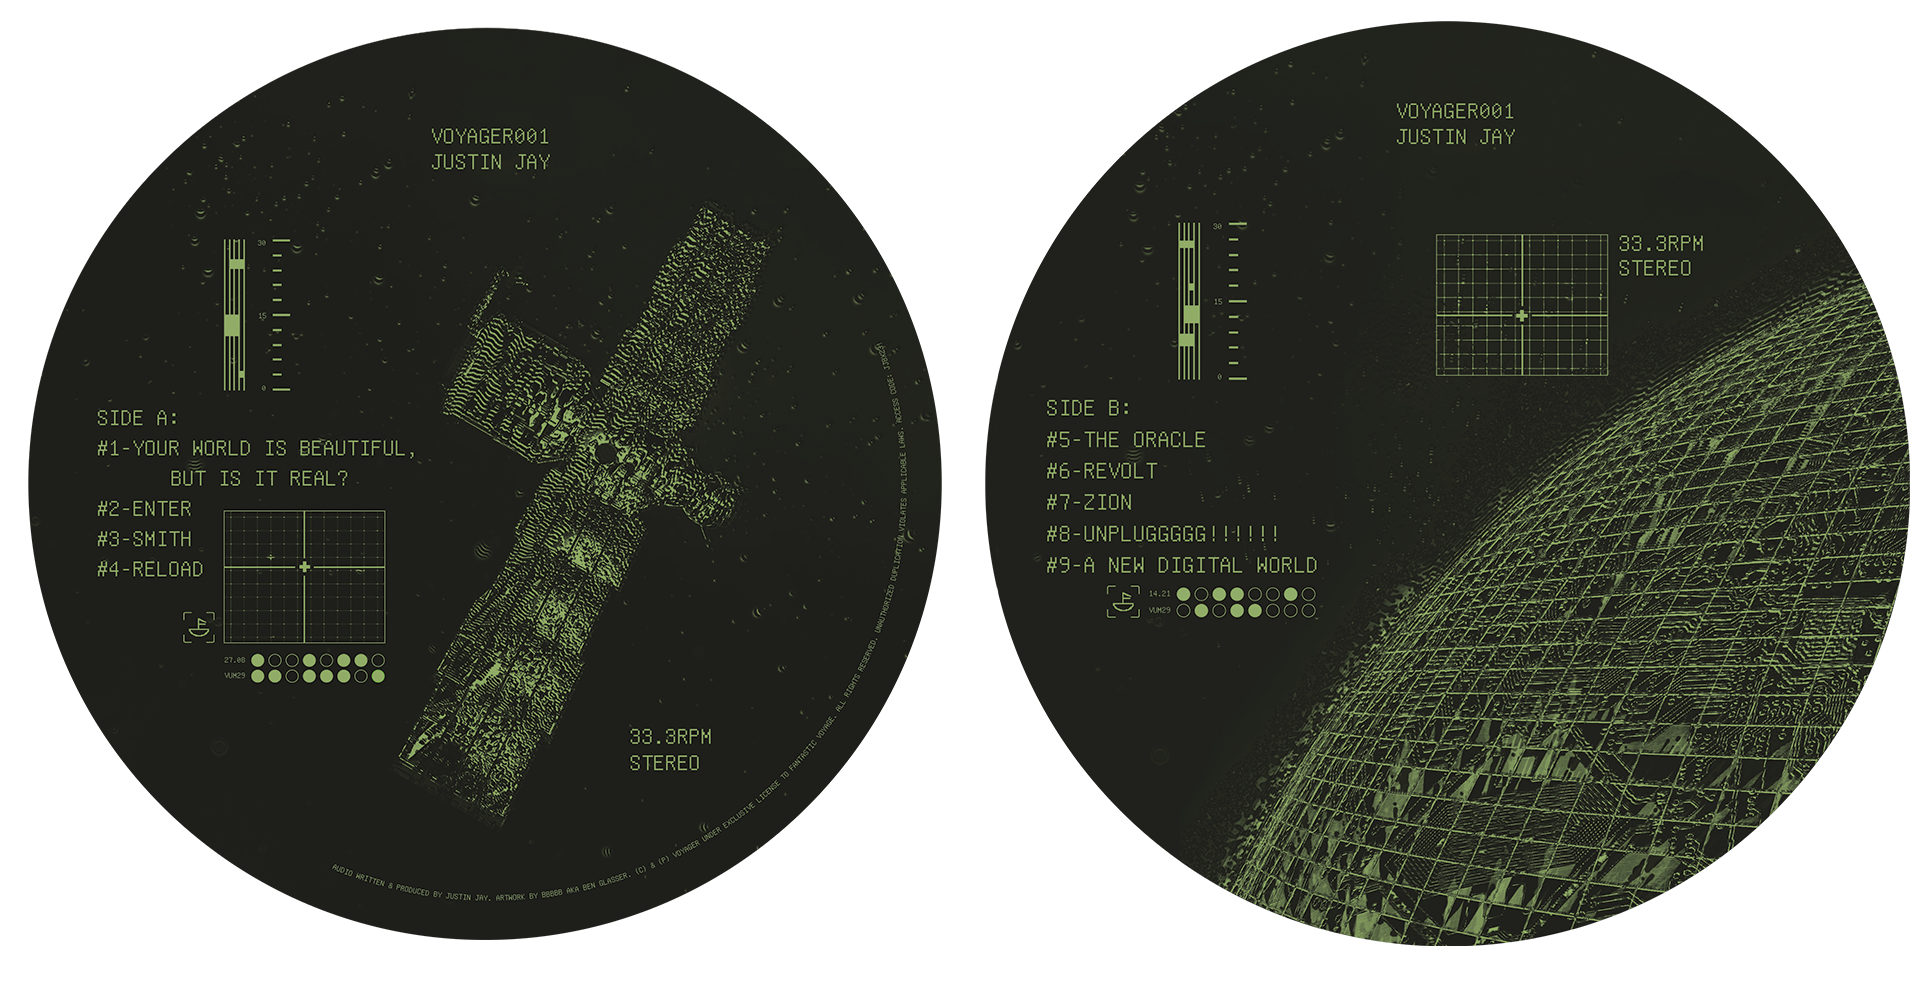 VOYAGER001
JUSTIN JAY
30
15
0
SIDE A:
#1-YOUR WORLD IS BEAUTIFUL,
BUT IS IT REAL?
#2-ENTER
#3-SMITH
#4-RELOAD
27.08
VUM29
33.3RPM
STEREO
AUDIO WRITTEN & PRODUCED BY JUSTIN JAY. ARTWORK BY BBBBB AKA BEN GLASSER. (C) & (P) VOYAGER UNDER EXCLUSIVE LICENSE TO FANTASTIC VOYAGE. ALL RIGHTS RESERVED. UNAUTHORIZED DUPLICATION VIOLATES APPLICABLE LAWS. ACCESS CODE:
VOYAGER001
JUSTIN JAY
30
15
0
33.3RPM
STEREO
SIDE B:
#5-THE ORACLE
#6-REVOLT
#7-ZION
#8-UNPLUGGGGG!!!!!!
#9-A NEW DIGITAL WORLD
14.21
VUM29